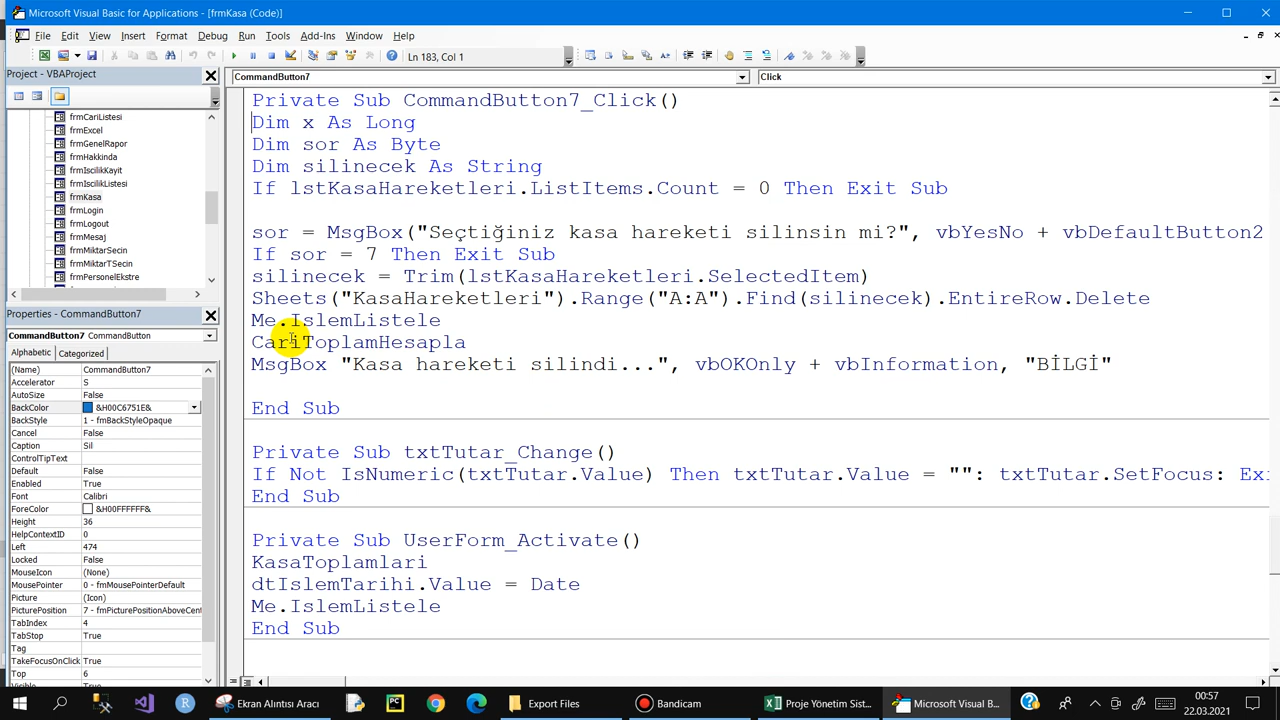 Microsoft Visual Basic for Applications - [frmKasa (Code)]
File Edit View Insert Format Debug Run Tools Add-Ins Window Help
Ln 183, Col 1
Project - VBAProject
frmCariListesi
frmExcel
frmGenelRapor
frmHakkinda
frmIscilikKayit
frmIscilikListesi
frmKasa
frmLogin
frmLogout
frmMesaj
frmMiktarSecin
frmMiktarTSecin
frmPersonelEkstre
Properties - CommandButton7
CommandButton7 CommandButton
Alphabetic Categorized
(Name) CommandButton7
Accelerator S
AutoSize False
BackColor &H00C6751E&
BackStyle 1 - fmBackStyleOpaque
Cancel False
Caption Sil
ControlTipText
Default False
Enabled True
Font Calibri
ForeColor &H00FFFFFF&
Height 36
HelpContextID 0
Left 474
Locked False
MouseIcon (None)
MousePointer 0 - fmMousePointerDefault
Picture (Icon)
PicturePosition 7 - fmPicturePositionAboveCent
TabIndex 4
TabStop True
Tag
TakeFocusOnClick True
Top 6
Visible True
CommandButton7 Click
Private Sub CommandButton7_Click()
Dim x As Long
Dim sor As Byte
Dim silinecek As String
If lstKasaHareketleri.ListItems.Count = 0 Then Exit Sub
sor = MsgBox("Seçtiğiniz kasa hareketi silinsin mi?", vbYesNo + vbDefaultButton2
If sor = 7 Then Exit Sub
silinecek = Trim(lstKasaHareketleri.SelectedItem)
Sheets("KasaHareketleri").Range("A:A").Find(silinecek).EntireRow.Delete
Me.IslemListele
CariToplamHesapla
MsgBox "Kasa hareketi silindi...", vbOKOnly + vbInformation, "BİLGİ"
End Sub
Private Sub txtTutar_Change()
If Not IsNumeric(txtTutar.Value) Then txtTutar.Value = "": txtTutar.SetFocus: Exi
End Sub
Private Sub UserForm_Activate()
KasaToplamlari
dtIslemTarihi.Value = Date
Me.IslemListele
End Sub
Ekran Alıntısı Aracı
Export Files
Bandicam
Proje Yönetim Sist...
Microsoft Visual B...
00:57
22.03.2021